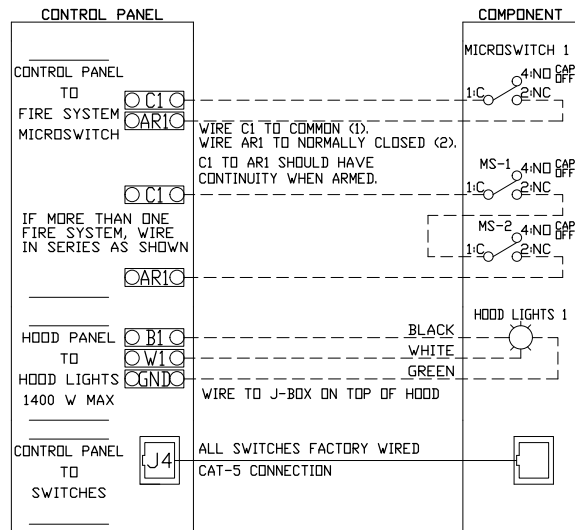 CONTROL PANEL
COMPONENT
MICROSWITCH 1
CONTROL PANEL
TO
FIRE SYSTEM
MICROSWITCH
C1
AR1
1:C
4:NO CAP OFF
2:NC
WIRE C1 TO COMMON (1).
WIRE AR1 TO NORMALLY CLOSED (2).
C1 TO AR1 SHOULD HAVE
CONTINUITY WHEN ARMED.
MS-1
C1
1:C
4:NO CAP OFF
2:NC
IF MORE THAN ONE
FIRE SYSTEM, WIRE
IN SERIES AS SHOWN
MS-2
1:C
4:NO CAP OFF
2:NC
AR1
HOOD LIGHTS 1
HOOD PANEL
TO
HOOD LIGHTS
1400 W MAX
B1
BLACK
W1
WHITE
GND
GREEN
WIRE TO J-BOX ON TOP OF HOOD
CONTROL PANEL
TO
SWITCHES
J4
ALL SWITCHES FACTORY WIRED
CAT-5 CONNECTION